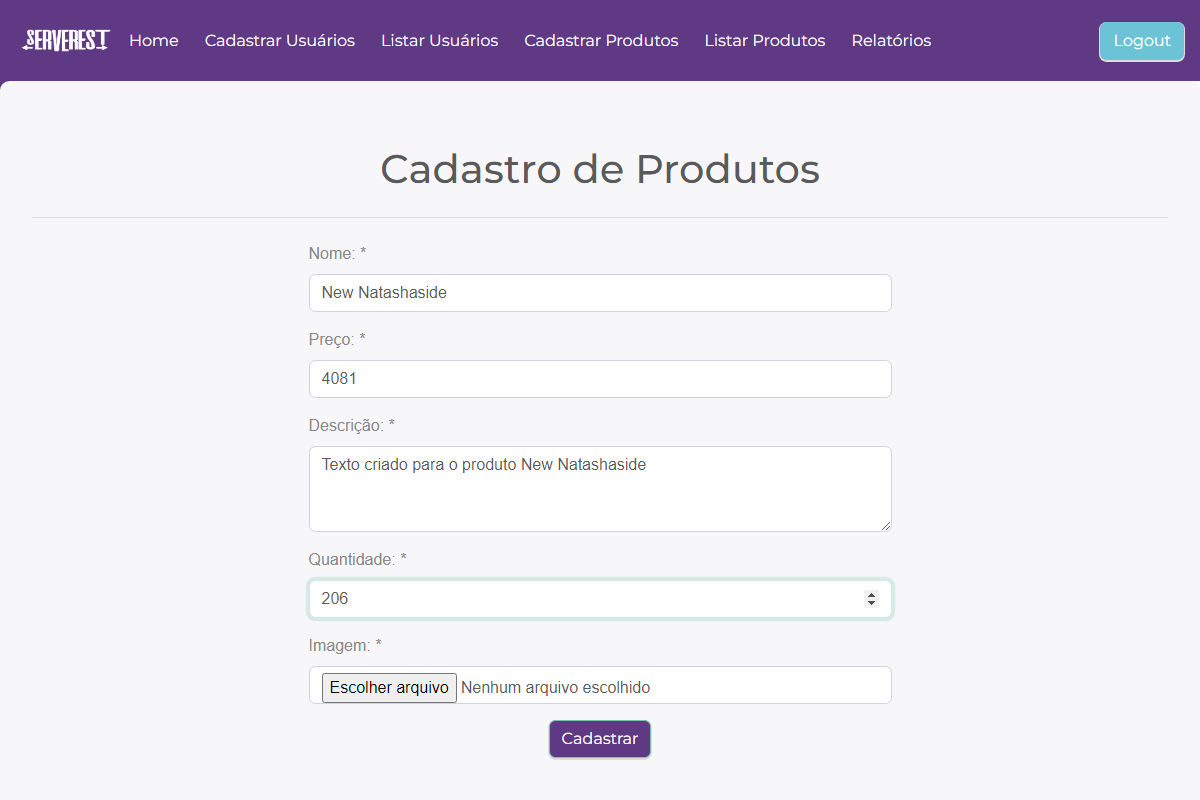 SERVEREST Home Cadastrar Usuários Listar Usuários Cadastrar Produtos Listar Produtos Relatórios Logout
Cadastro de Produtos
Nome: *
New Natashaside
Preço: *
4081
Descrição: *
Texto criado para o produto New Natashaside
Quantidade: *
206
Imagem: *
Escolher arquivo Nenhum arquivo escolhido
Cadastrar